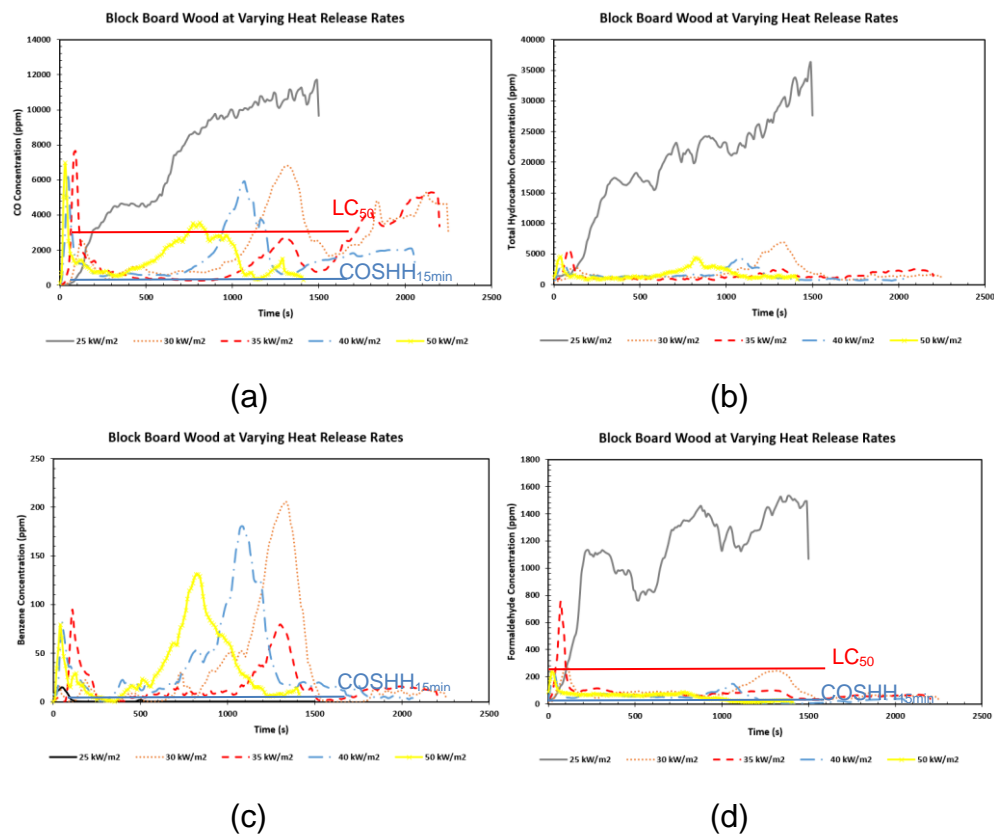 Block Board Wood at Varying Heat Release Rates
CO Concentration (ppm)
14000
12000
10000
8000
6000
4000
2000
0
LC50
COSHH15min
0 500 1000 1500 2000 2500
Time (s)
25 kW/m2 30 kW/m2 35 kW/m2 40 kW/m2 50 kW/m2
(a)
Block Board Wood at Varying Heat Release Rates
Total Hydrocarbon Concentration (ppm)
40000
35000
30000
25000
20000
15000
10000
5000
0
0 500 1000 1500 2000 2500
Time (s)
25 kW/m2 30 kW/m2 35 kW/m2 40 kW/m2 50 kW/m2
(b)
Block Board Wood at Varying Heat Release Rates
Benzene Concentration (ppm)
250
200
150
100
50
0
COSHH15min
0 500 1000 1500 2000 2500
Time (s)
25 kW/m2 30 kW/m2 35 kW/m2 40 kW/m2 50 kW/m2
(c)
Block Board Wood at Varying Heat Release Rates
Formaldehyde Concentration (ppm)
1800
1600
1400
1200
1000
800
600
400
200
0
LC50
COSHH15min
0 500 1000 1500 2000 2500
Time (s)
25 kW/m2 30 kW/m2 35 kW/m2 40 kW/m2 50 kW/m2
(d)